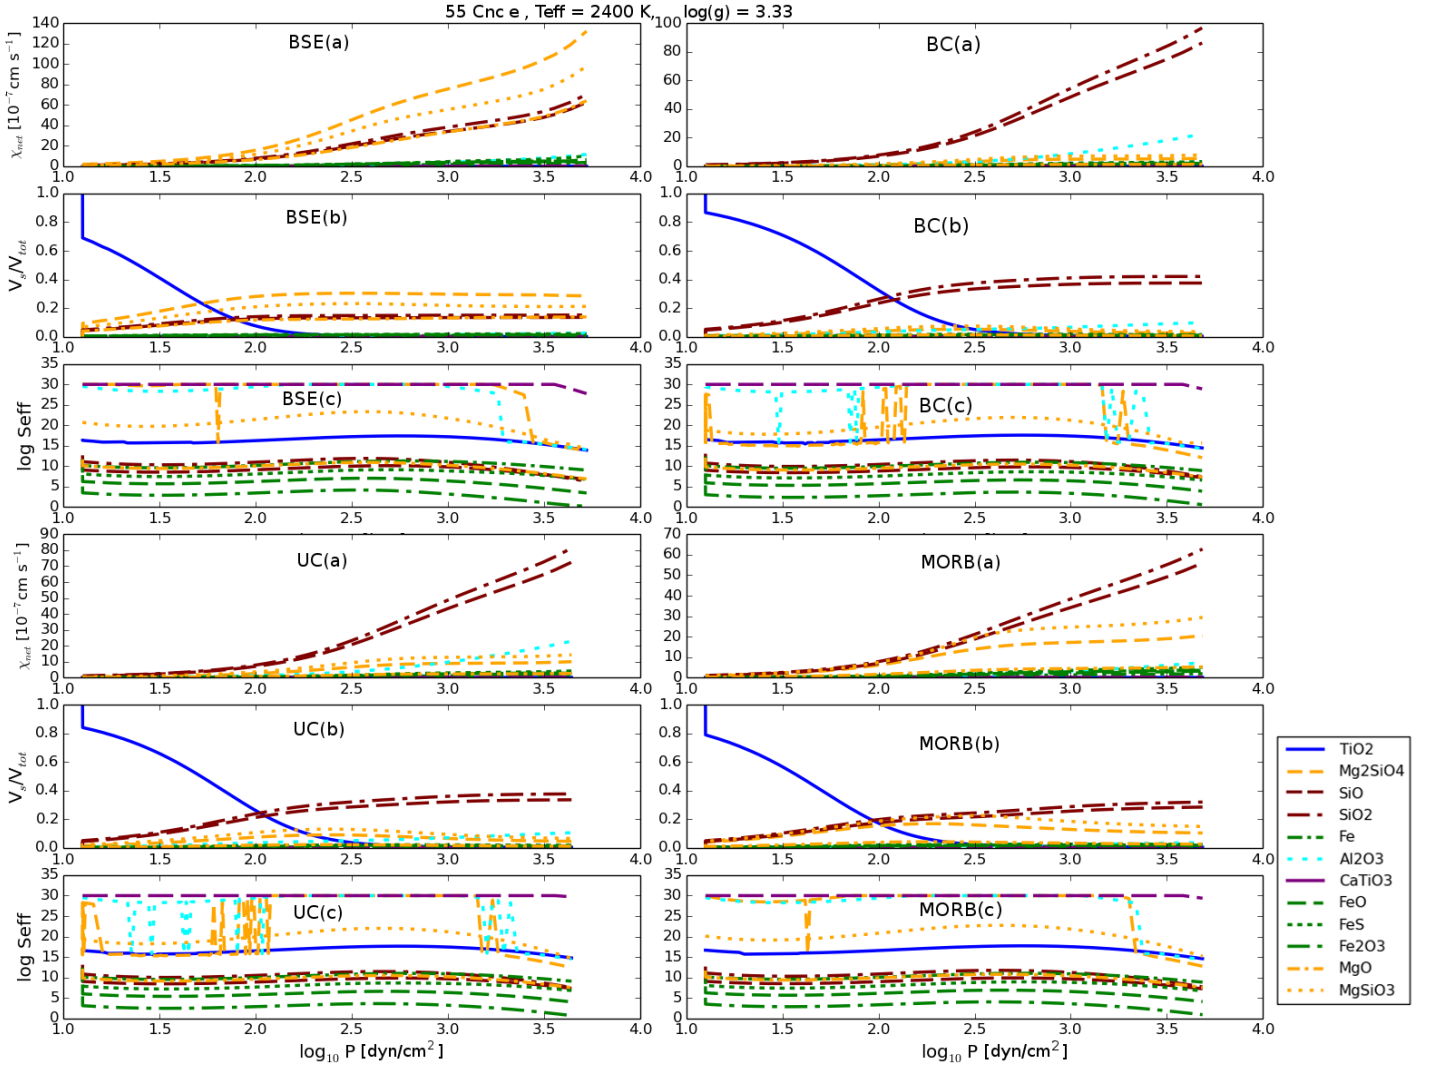 55 Cnc e , Teff = 2400 K, log(g) = 3.33
χnet [10⁻⁷cm s⁻¹]
140
120
100
80
60
40
20
0
BSE(a)
1.0 1.5 2.0 2.5 3.0 3.5 4.0
100
80
60
40
20
0
BC(a)
1.0 1.5 2.0 2.5 3.0 3.5 4.0
Vs/Vtot
1.0
0.8
0.6
0.4
0.2
0.0
BSE(b)
1.0 1.5 2.0 2.5 3.0 3.5 4.0
1.0
0.8
0.6
0.4
0.2
0.0
BC(b)
1.0 1.5 2.0 2.5 3.0 3.5 4.0
log Seff
35
30
25
20
15
10
5
0
BSE(c)
1.0 1.5 2.0 2.5 3.0 3.5 4.0
35
30
25
20
15
10
5
0
BC(c)
1.0 1.5 2.0 2.5 3.0 3.5 4.0
χnet [10⁻⁷cm s⁻¹]
90
80
70
60
50
40
30
20
10
0
UC(a)
1.0 1.5 2.0 2.5 3.0 3.5 4.0
70
60
50
40
30
20
10
0
MORB(a)
1.0 1.5 2.0 2.5 3.0 3.5 4.0
Vs/Vtot
1.0
0.8
0.6
0.4
0.2
0.0
UC(b)
1.0 1.5 2.0 2.5 3.0 3.5 4.0
1.0
0.8
0.6
0.4
0.2
0.0
MORB(b)
1.0 1.5 2.0 2.5 3.0 3.5 4.0
log Seff
35
30
25
20
15
10
5
0
UC(c)
1.0 1.5 2.0 2.5 3.0 3.5 4.0
log₁₀ P [dyn/cm²]
35
30
25
20
15
10
5
0
MORB(c)
1.0 1.5 2.0 2.5 3.0 3.5 4.0
log₁₀ P [dyn/cm²]
TiO2
Mg2SiO4
SiO
SiO2
Fe
Al2O3
CaTiO3
FeO
FeS
Fe2O3
MgO
MgSiO3